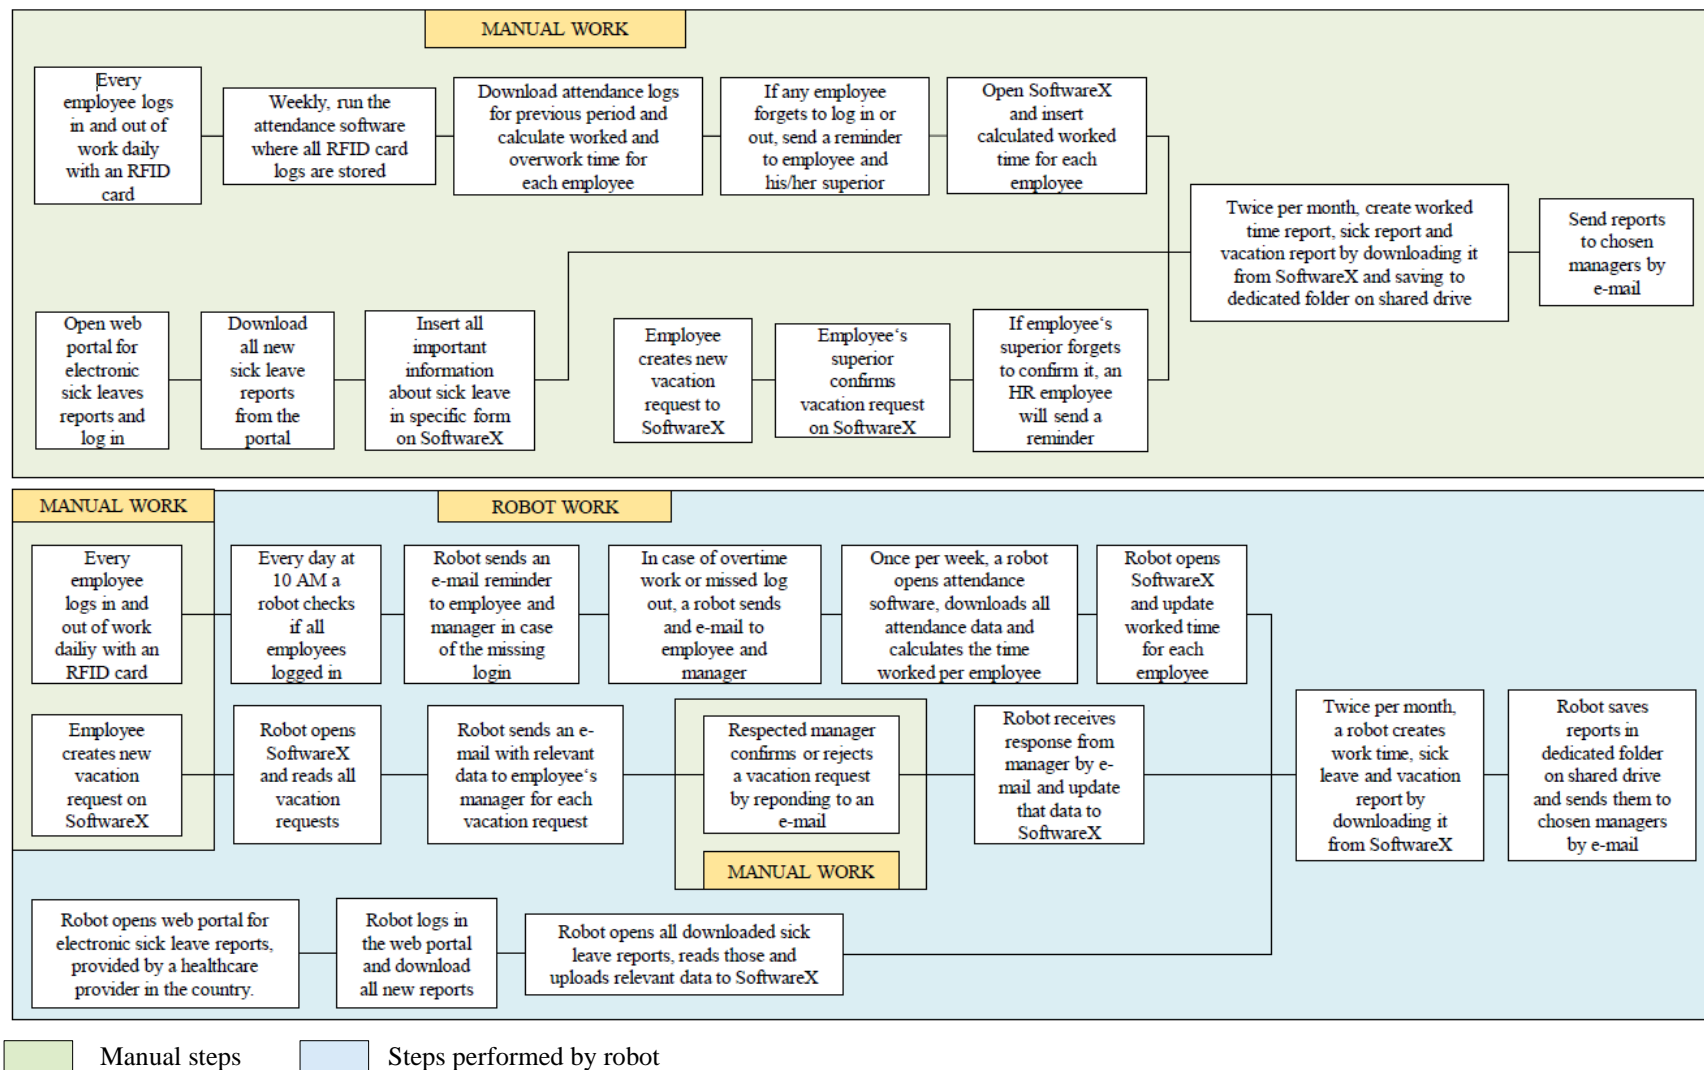 MANUAL WORK
Every
employee logs
in and out of
work daily
with an RFID
card
Weekly, run the
attendance software
where all RFID card
logs are stored
Download attendance logs
for previous period and
calculate worked and
overwork time for
each employee
If any employee
forgets to log in or
out, send a reminder
to employee and
his/her superior
Open SoftwareX
and insert
calculated worked
time for each
employee
Twice per month, create worked
time report, sick report and
vacation report by downloading it
from SoftwareX and saving to
dedicated folder on shared drive
Send reports
to chosen
managers by
e-mail
Open web
portal for
electronic
sick leaves
reports and
log in
Download
all new
sick leave
reports
from the
portal
Insert all
important
information
about sick leave
in specific form
on SoftwareX
Employee
creates new
vacation
request to
SoftwareX
Employee‘s
superior
confirms
vacation request
on SoftwareX
If employee‘s
superior forgets
to confirm it, an
HR employee
will send a
reminder
MANUAL WORK
ROBOT WORK
Every
employee
logs in and
out of work
dailiy with an
RFID card
Every day at
10 AM a
robot checks
if all
employees
logged in
Robot sends an
e-mail reminder
to employee and
manager in case
of the missing
login
In case of overtime
work or missed log
out, a robot sends
and e-mail to
employee and
manager
Once per week, a robot
opens attendance
software, downloads all
attendance data and
calculates the time
worked per employee
Robot opens
SoftwareX
and update
worked time
for each
employee
Employee
creates new
vacation
request on
SoftwareX
Robot opens
SoftwareX
and reads all
vacation
requests
Robot sends an e-
mail with relevant
data to employee‘s
manager for each
vacation request
Respected manager
confirms or rejects
a vacation request
by reponding to an
e-mail
MANUAL WORK
Robot receives
response from
manager by e-
mail and update
that data to
SoftwareX
Twice per month,
a robot creates
work time, sick
leave and vacation
report by
downloading it
from SoftwareX
Robot saves
reports in
dedicated folder
on shared drive
and sends them to
chosen managers
by e-mail
Robot opens web portal for
electronic sick leave reports,
provided by a healthcare
provider in the country.
Robot logs in
the web portal
and download
all new reports
Robot opens all downloaded sick
leave reports, reads those and
uploads relevant data to SoftwareX
Manual steps
Steps performed by robot